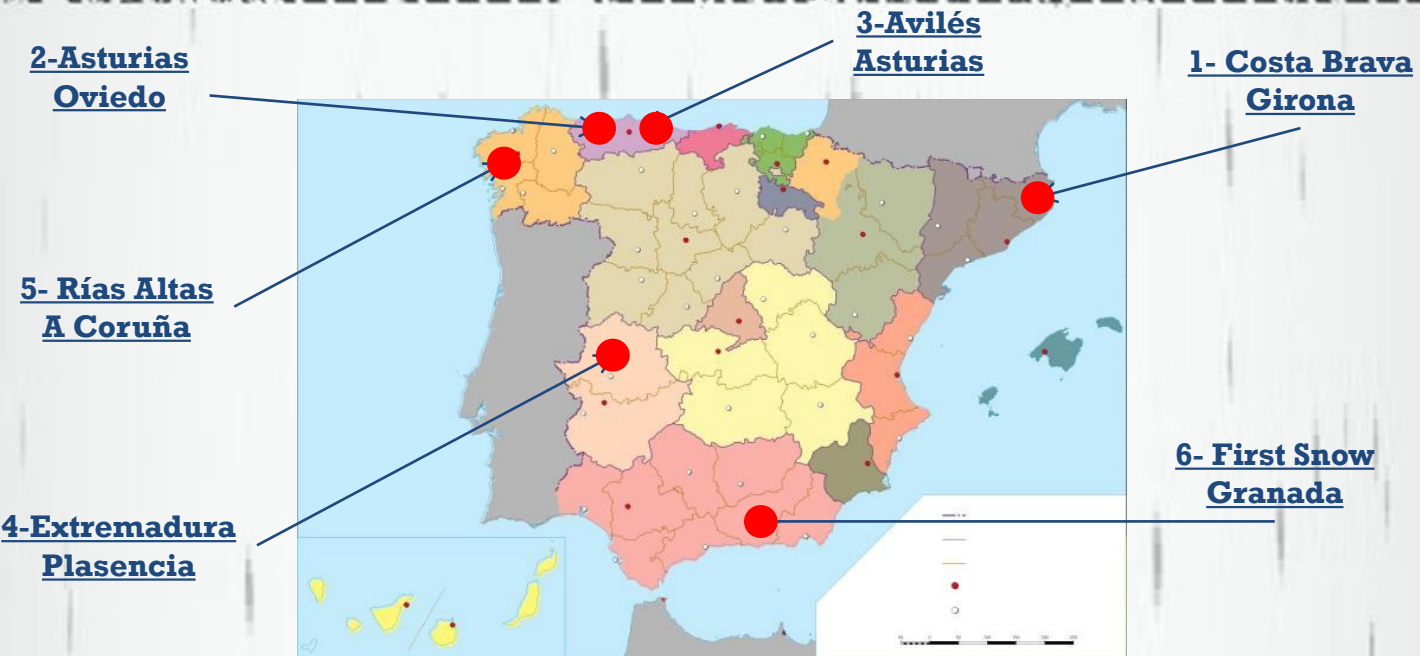 3-Avilés
Asturias
2-Asturias
Oviedo
1- Costa Brava
Girona
5- Rías Altas
A Coruña
6- First Snow
Granada
4-Extremadura
Plasencia